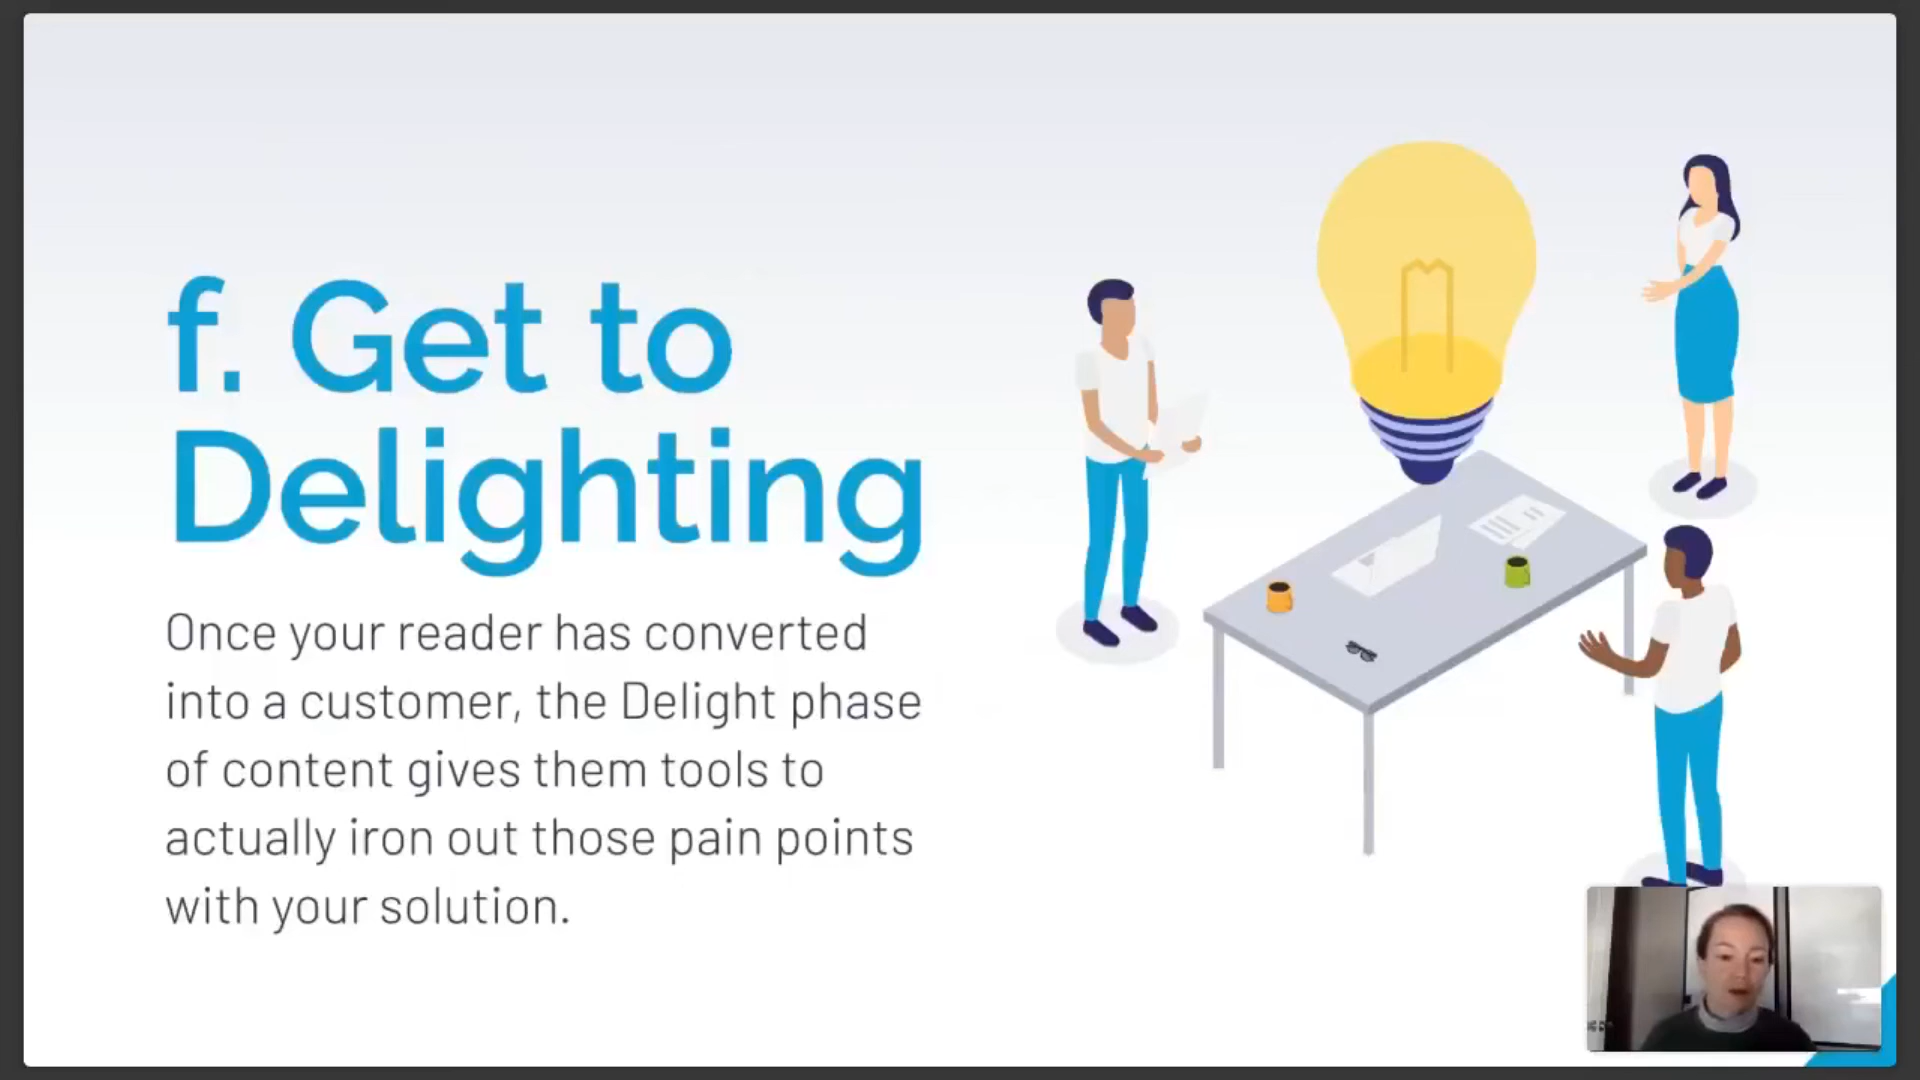 f. Get to
Delighting
Once your reader has converted
into a customer, the Delight phase
of content gives them tools to
actually iron out those pain points
with your solution.